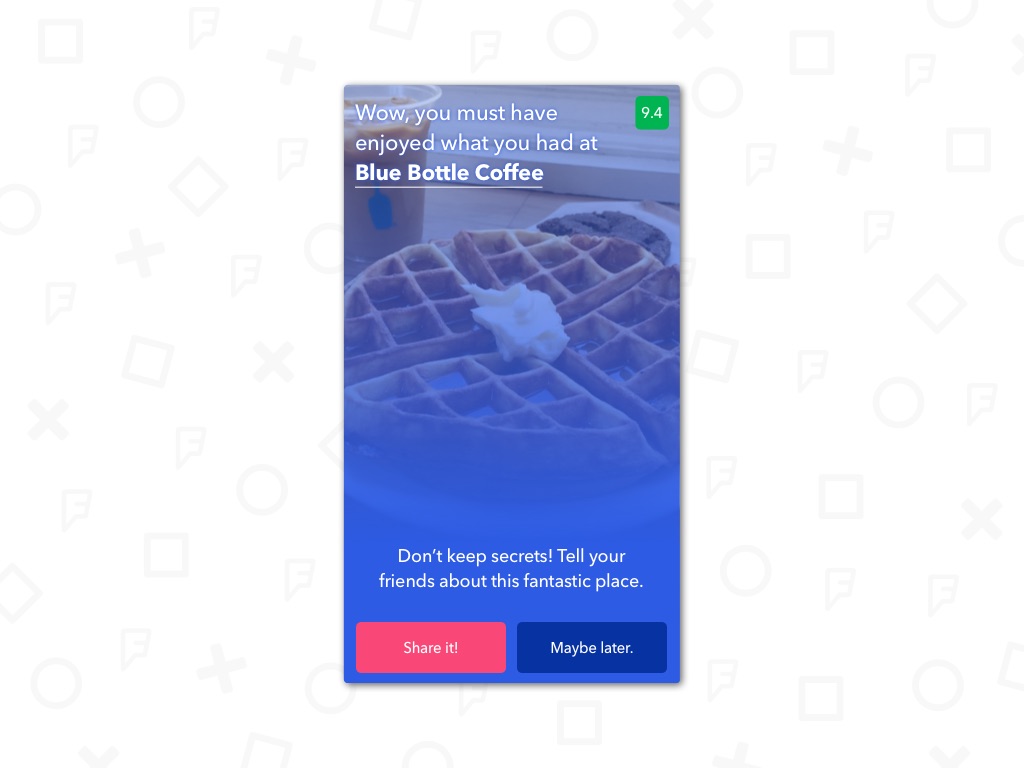 Wow, you must have
enjoyed what you had at
Blue Bottle Coffee
9.4
Don’t keep secrets! Tell your
friends about this fantastic place.
Share it!
Maybe later.